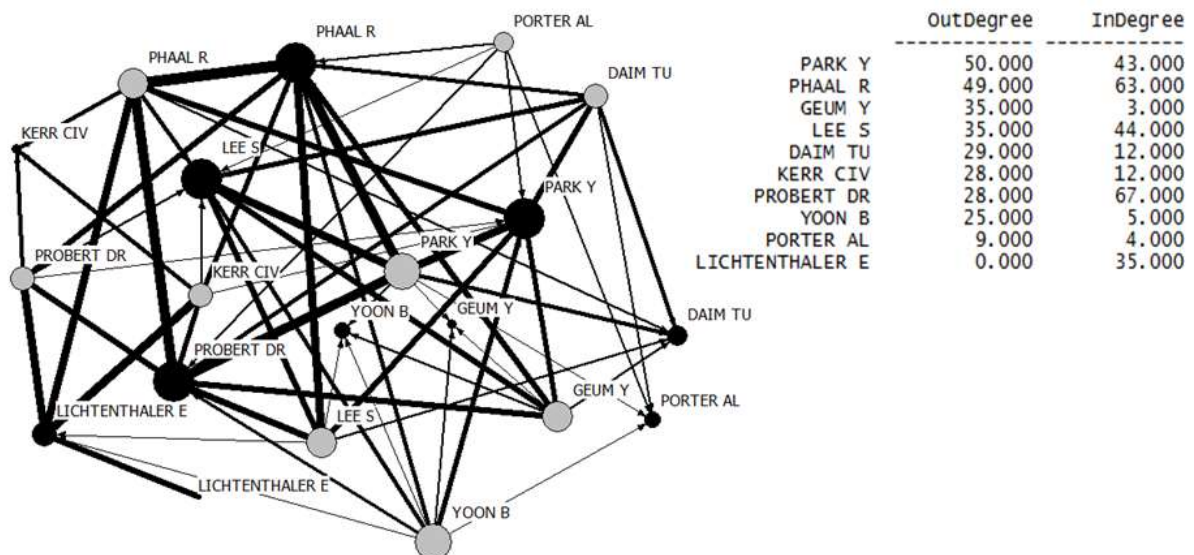 PORTER AL
PHAAL R
PHAAL R
DAIM TU
KERR CIV
LEE S
PARK Y
PARK Y
PROBERT DR
KERR CIV
YOON B
GEUM Y
DAIM TU
PROBERT DR
GEUM Y
PORTER AL
LICHTENTHALER E
LEE S
LICHTENTHALER E
YOON B
OutDegree InDegree
------------ ------------
PARK Y 50.000 43.000
PHAAL R 49.000 63.000
GEUM Y 35.000 3.000
LEE S 35.000 44.000
DAIM TU 29.000 12.000
KERR CIV 28.000 12.000
PROBERT DR 28.000 67.000
YOON B 25.000 5.000
PORTER AL 9.000 4.000
LICHTENTHALER E 0.000 35.000